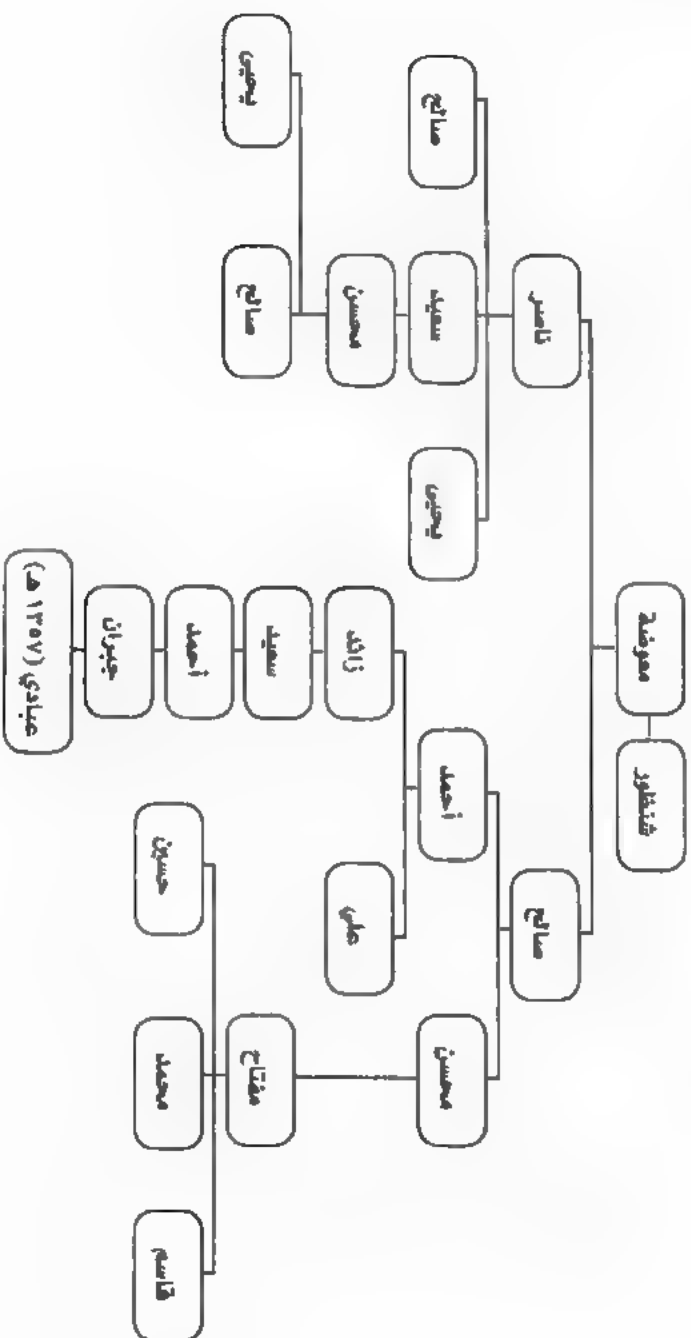 شنظور
معوضة
صالح
ناصر
محسن
أحمد
يحيى
سعيد
صالح
علي
زائد
محسن
مفتاح
سعيد
صالح
يحيى
قاسم
محمد
حسين
أحمد
جبران
عبادي (١٣٥٧ هـ)